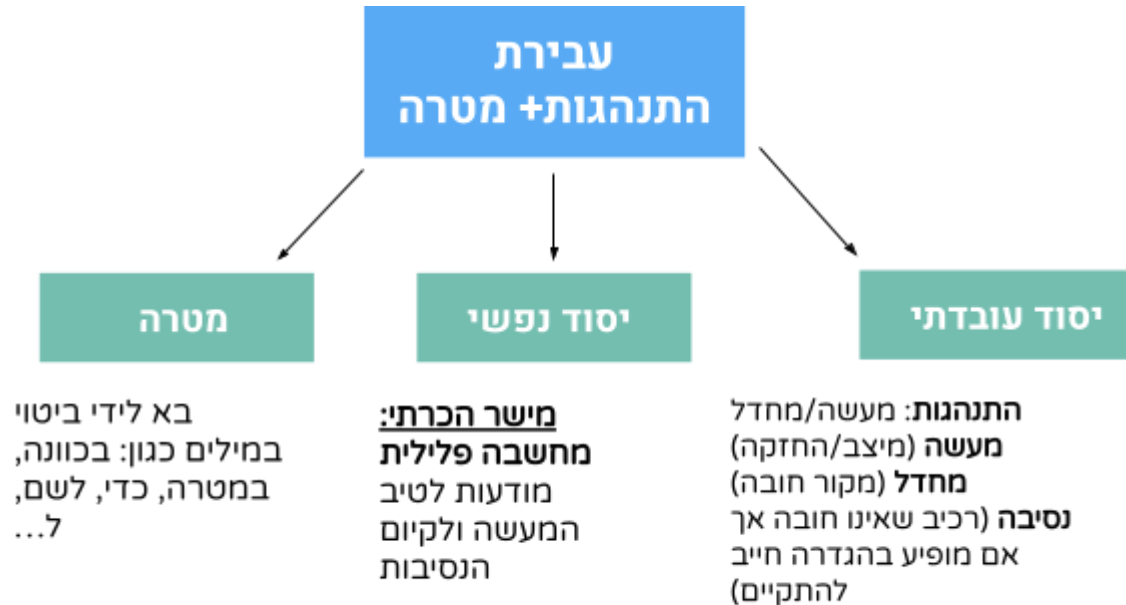 עבירת
התנהגות+ מטרה
יסוד עובדתי
התנהגות: מעשה/מחדל
מעשה (מיצב/החזקה)
מחדל (מקור חובה)
נסיבה (רכיב שאינו חובה אך
אם מופיע בהגדרה חייב
להתקיים)
יסוד נפשי
מישר הכרתי:
מחשבה פלילית
מודעות לטיב
המעשה ולקיום
הנסיבות
מטרה
בא לידי ביטוי
במילים כגון: בכוונה,
במטרה, כדי, לשם,
ל...